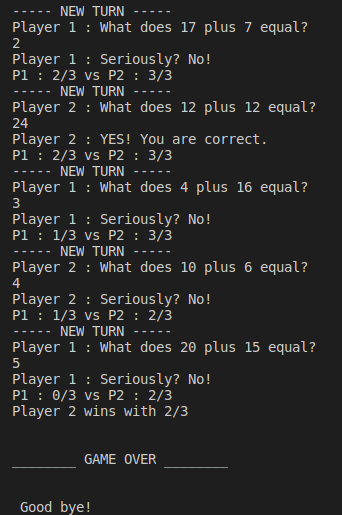 ----- NEW TURN -----
Player 1 : What does 17 plus 7 equal?
2
Player 1 : Seriously? No!
P1 : 2/3 vs P2 : 3/3
----- NEW TURN -----
Player 2 : What does 12 plus 12 equal?
24
Player 2 : YES! You are correct.
P1 : 2/3 vs P2 : 3/3
----- NEW TURN -----
Player 1 : What does 4 plus 16 equal?
3
Player 1 : Seriously? No!
P1 : 1/3 vs P2 : 3/3
----- NEW TURN -----
Player 2 : What does 10 plus 6 equal?
4
Player 2 : Seriously? No!
P1 : 1/3 vs P2 : 2/3
----- NEW TURN -----
Player 1 : What does 20 plus 15 equal?
5
Player 1 : Seriously? No!
P1 : 0/3 vs P2 : 2/3
Player 2 wins with 2/3
________ GAME OVER ________
Good bye!